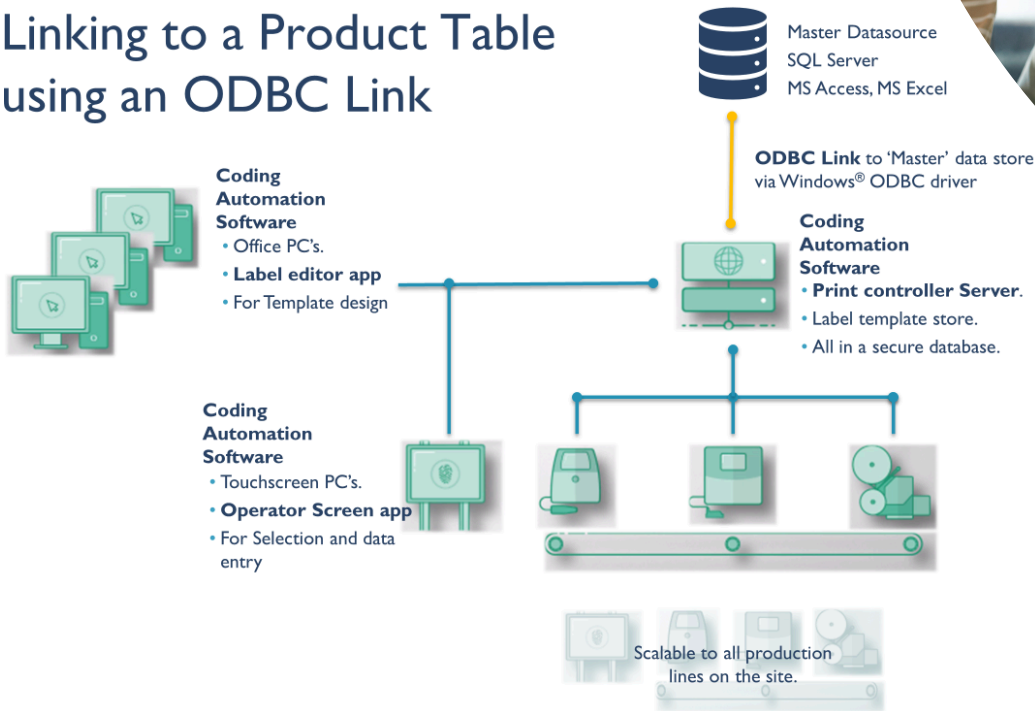 Linking to a Product Table
using an ODBC Link
Master Datasource
SQL Server
MS Access, MS Excel
ODBC Link to ‘Master’ data store
via Windows® ODBC driver
Coding
Automation
Software
• Office PC's.
• Label editor app
• For Template design
Coding
Automation
Software
• Print controller Server.
• Label template store.
• All in a secure database.
Coding
Automation
Software
• Touchscreen PC's.
• Operator Screen app
• For Selection and data
entry
Scalable to all production
lines on the site.